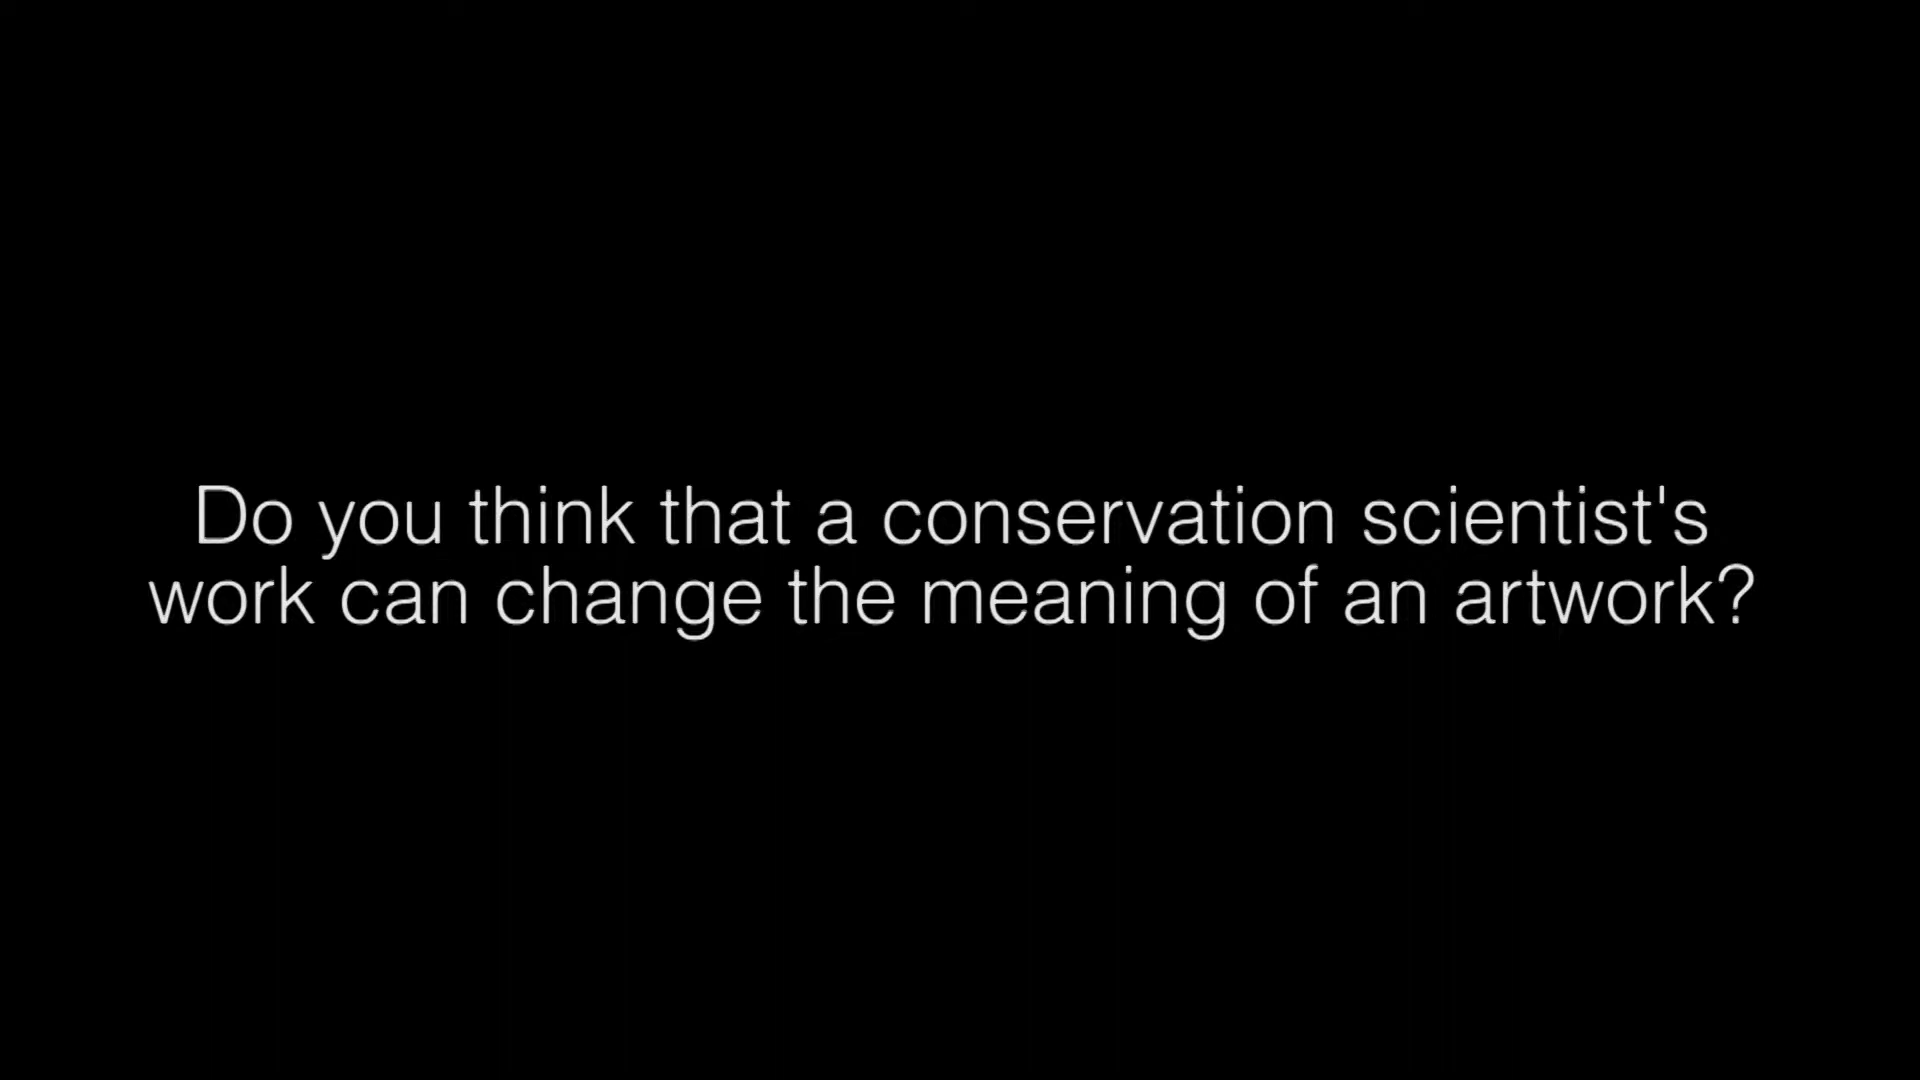 Do you think that a conservation scientist's
work can change the meaning of an artwork?